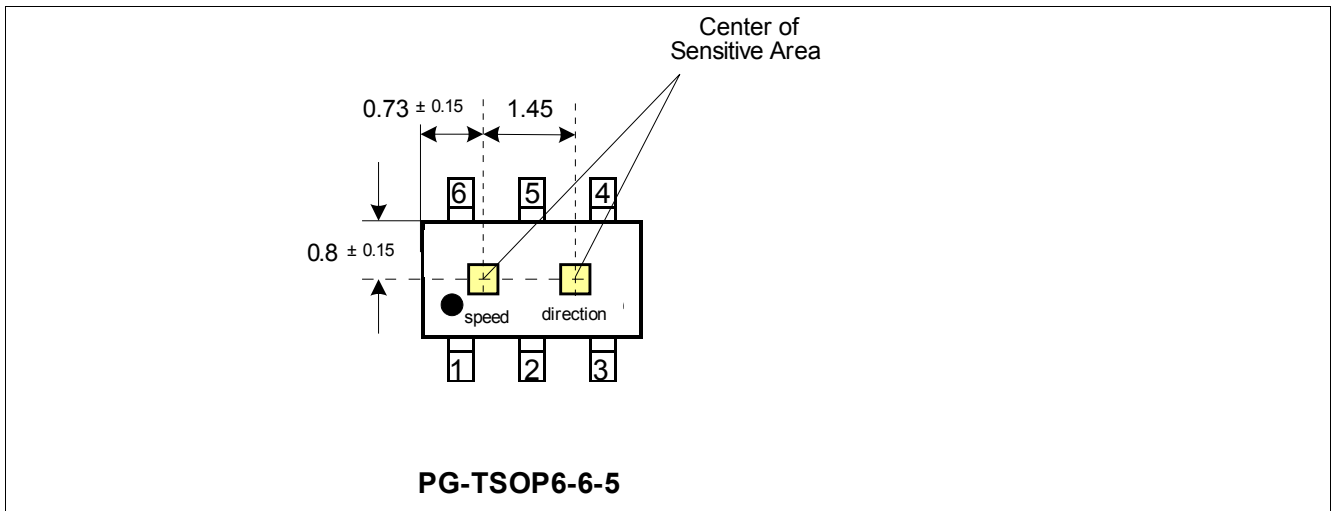 Center of
Sensitive Area
0.73 ± 0.15
1.45
6
5
4
0.8 ± 0.15
speed
direction
1
2
3
PG-TSOP6-6-5